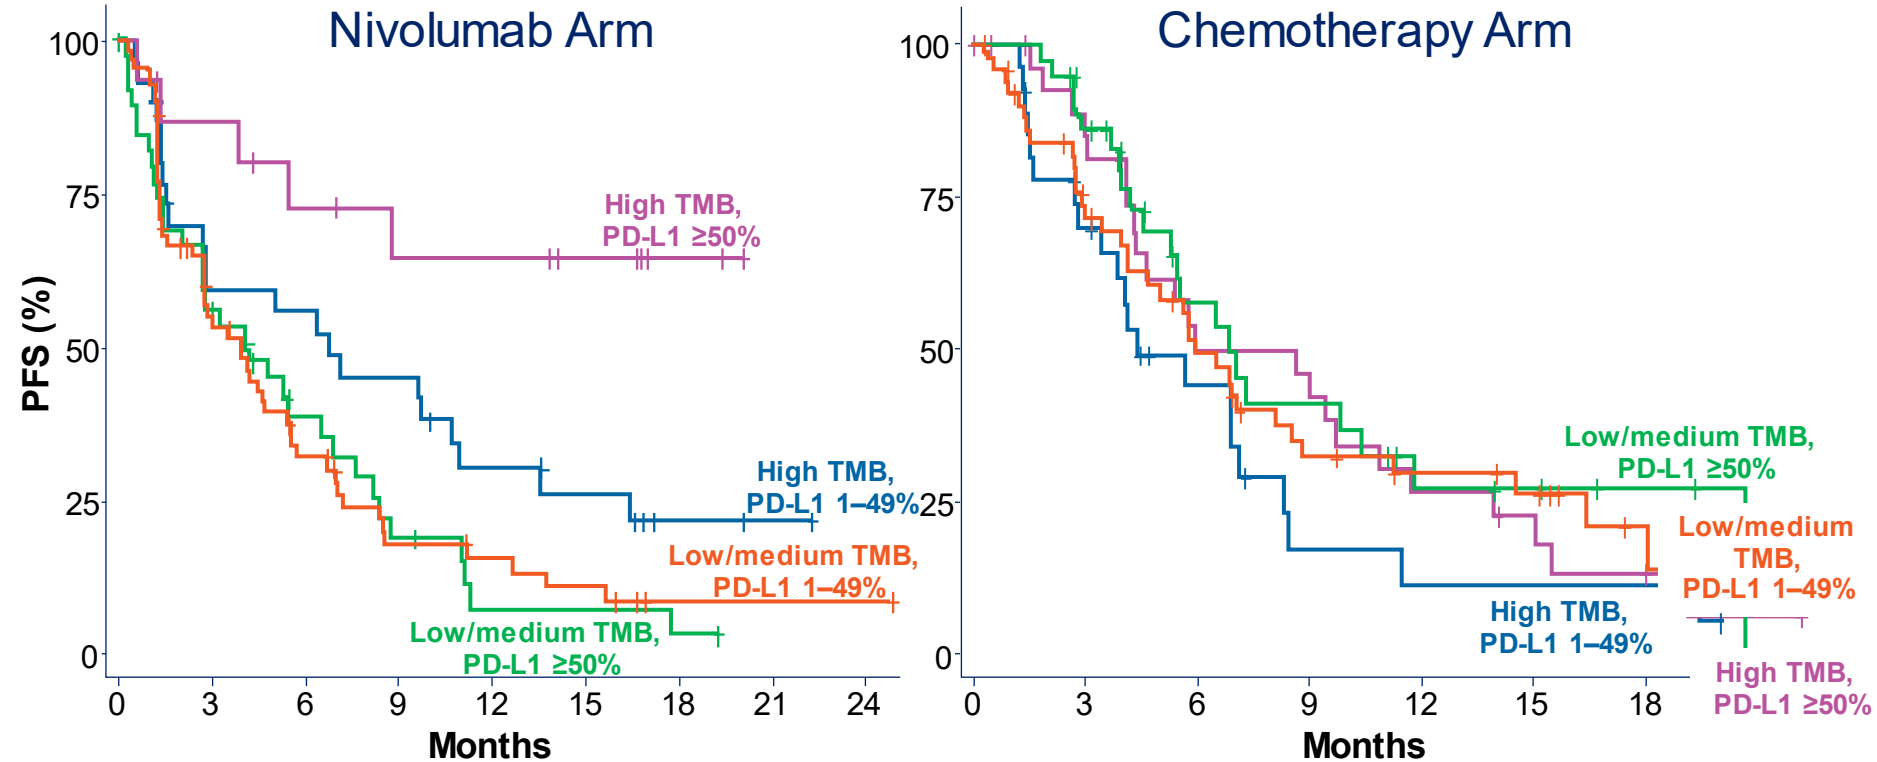 Nivolumab Arm
PFS (%)
100
75
50
25
0
High TMB,
PD-L1 ≥50%
High TMB,
PD-L1 1–49%
Low/medium TMB,
PD-L1 1–49%
Low/medium TMB,
PD-L1 ≥50%
0 3 6 9 12 15 18 21 24
Months
Chemotherapy Arm
100
75
50
25
0
Low/medium TMB,
PD-L1 ≥50%
Low/medium
TMB,
PD-L1 1–49%
High TMB,
PD-L1 1–49%
High TMB,
PD-L1 ≥50%
0 3 6 9 12 15 18
Months